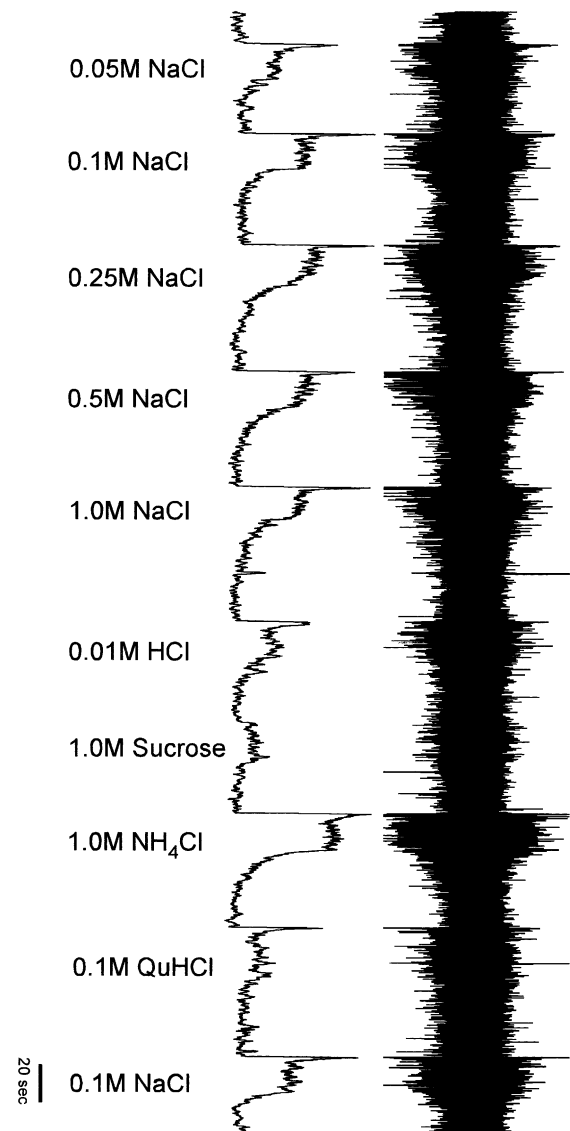 0.05M NaCl
0.1M NaCl
0.25M NaCl
0.5M NaCl
1.0M NaCl
0.01M HCl
1.0M Sucrose
1.0M NH₄Cl
0.1M QuHCl
0.1M NaCl
20 sec